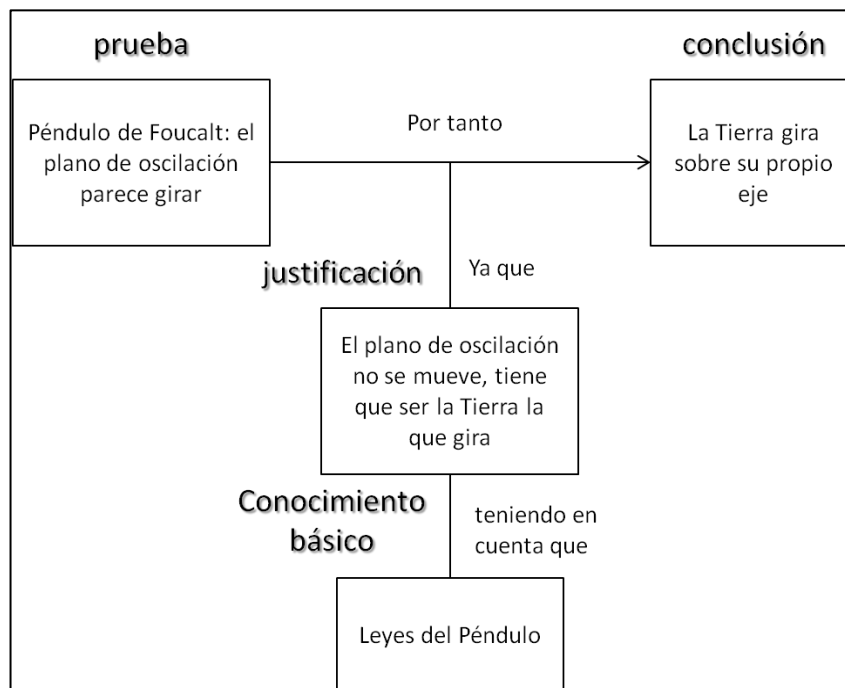 prueba
conclusión
Péndulo de Foucalt: el
plano de oscilación
parece girar
Por tanto
La Tierra gira
sobre su propio
eje
justificación
Ya que
El plano de oscilación
no se mueve, tiene
que ser la Tierra la
que gira
Conocimiento
básico
teniendo en
cuenta que
Leyes del Péndulo